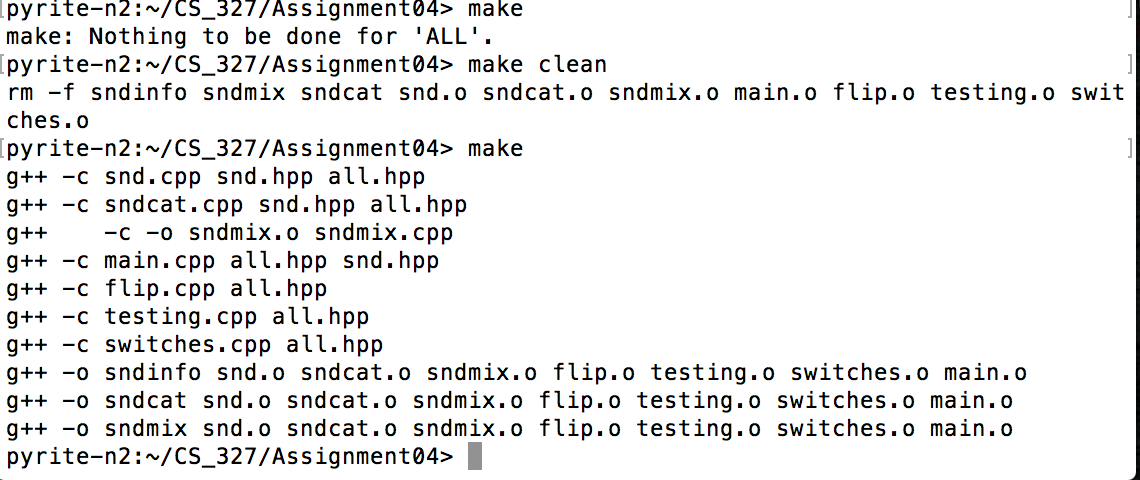 [pyrite-n2:~/CS_327/Assignment04> make ]
make: Nothing to be done for 'ALL'.
[pyrite-n2:~/CS_327/Assignment04> make clean ]
rm -f sndinfo sndmix sndcat snd.o sndcat.o sndmix.o main.o flip.o testing.o swit
ches.o
[pyrite-n2:~/CS_327/Assignment04> make ]
g++ -c snd.cpp snd.hpp all.hpp
g++ -c sndcat.cpp snd.hpp all.hpp
g++    -c -o sndmix.o sndmix.cpp
g++ -c main.cpp all.hpp snd.hpp
g++ -c flip.cpp all.hpp
g++ -c testing.cpp all.hpp
g++ -c switches.cpp all.hpp
g++ -o sndinfo snd.o sndcat.o sndmix.o flip.o testing.o switches.o main.o
g++ -o sndcat snd.o sndcat.o sndmix.o flip.o testing.o switches.o main.o
g++ -o sndmix snd.o sndcat.o sndmix.o flip.o testing.o switches.o main.o
pyrite-n2:~/CS_327/Assignment04>